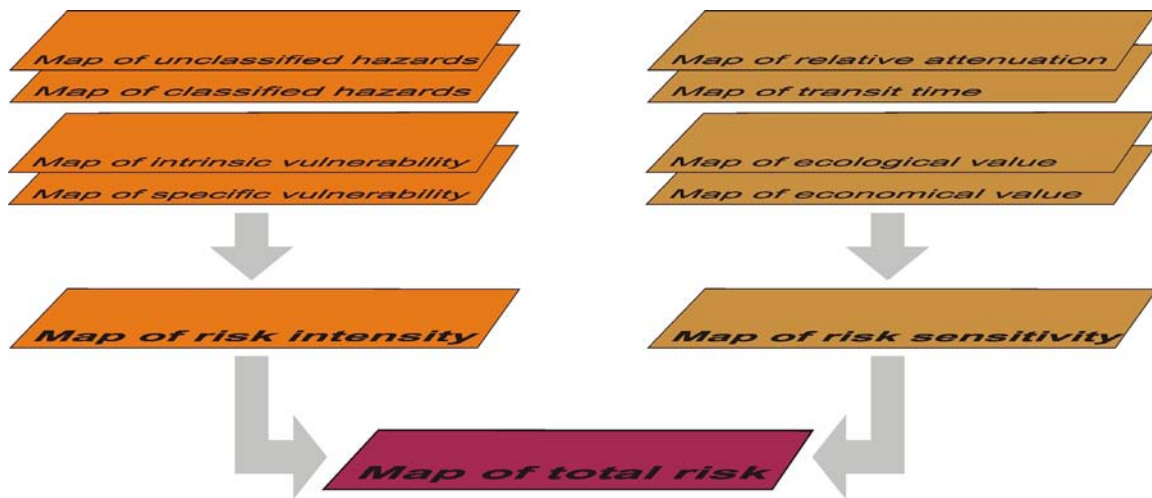 Map of unclassified hazards
Map of classified hazards
Map of intrinsic vulnerability
Map of specific vulnerability
Map of risk intensity
Map of relative attenuation
Map of transit time
Map of ecological value
Map of economical value
Map of risk sensitivity
Map of total risk